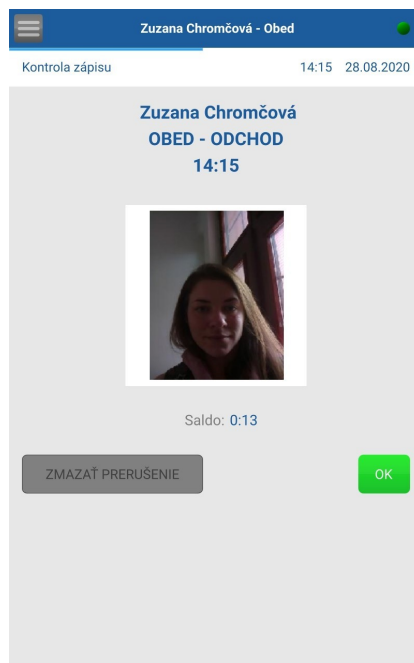 Zuzana Chromčová - Obed
Kontrola zápisu 14:15 28.08.2020
Zuzana Chromčová
OBED - ODCHOD
14:15
Saldo: 0:13
ZMAZAŤ PRERUŠENIE OK